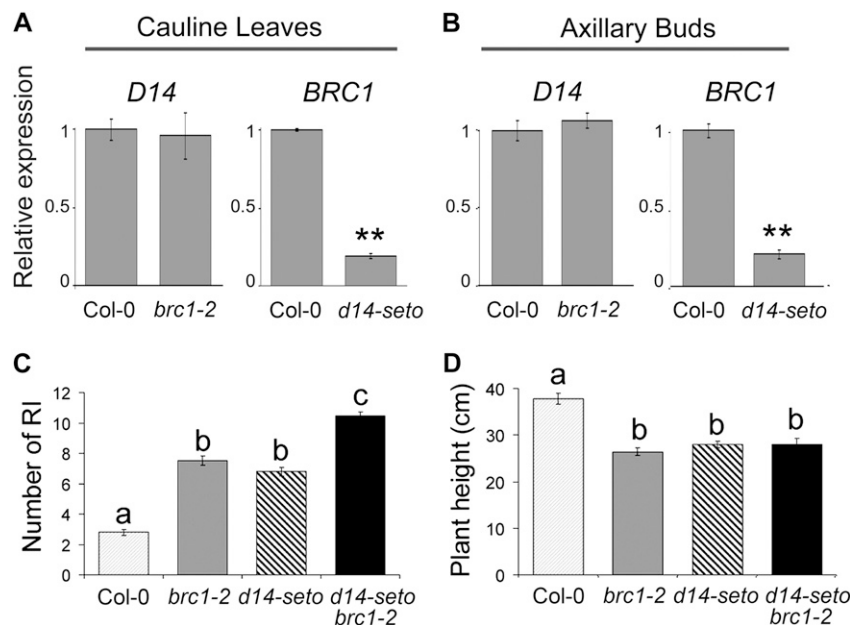 A Cauline Leaves
B Axillary Buds
D14 BRC1
D14 BRC1
Relative expression
1
0.5
0
**
1
0.5
0
1
0.5
0
**
1
0.5
0
Col-0 brc1-2
Col-0 d14-seto
Col-0 brc1-2
Col-0 d14-seto
C
Number of RI
12
10
8
6
4
2
0
a
b
b
c
Col-0 brc1-2 d14-seto d14-seto
brc1-2
D
Plant height (cm)
40
30
20
10
0
a
b
b
b
Col-0 brc1-2 d14-seto d14-seto
brc1-2